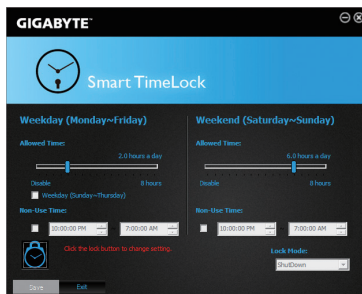 GIGABYTE™
Smart TimeLock
Weekday (Monday~Friday)
Allowed Time:
2.0 hours a day
Disable
8 hours
Weekday (Sunday~Thursday)
Non-Use Time:
10:00:00 PM ~ 7:00:00 AM
Click the lock button to change setting.
Weekend (Saturday~Sunday)
Allowed Time:
6.0 hours a day
Disable
8 hours
Non-Use Time:
10:00:00 PM ~ 7:00:00 AM
Lock Mode:
ShutDown
Save
Exit